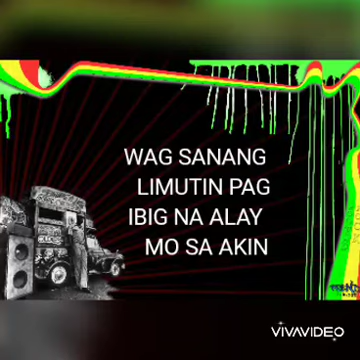 WAG SANANG
LIMUTIN PAG
IBIG NA ALAY
MO SA AKIN
VIVAVIDEO